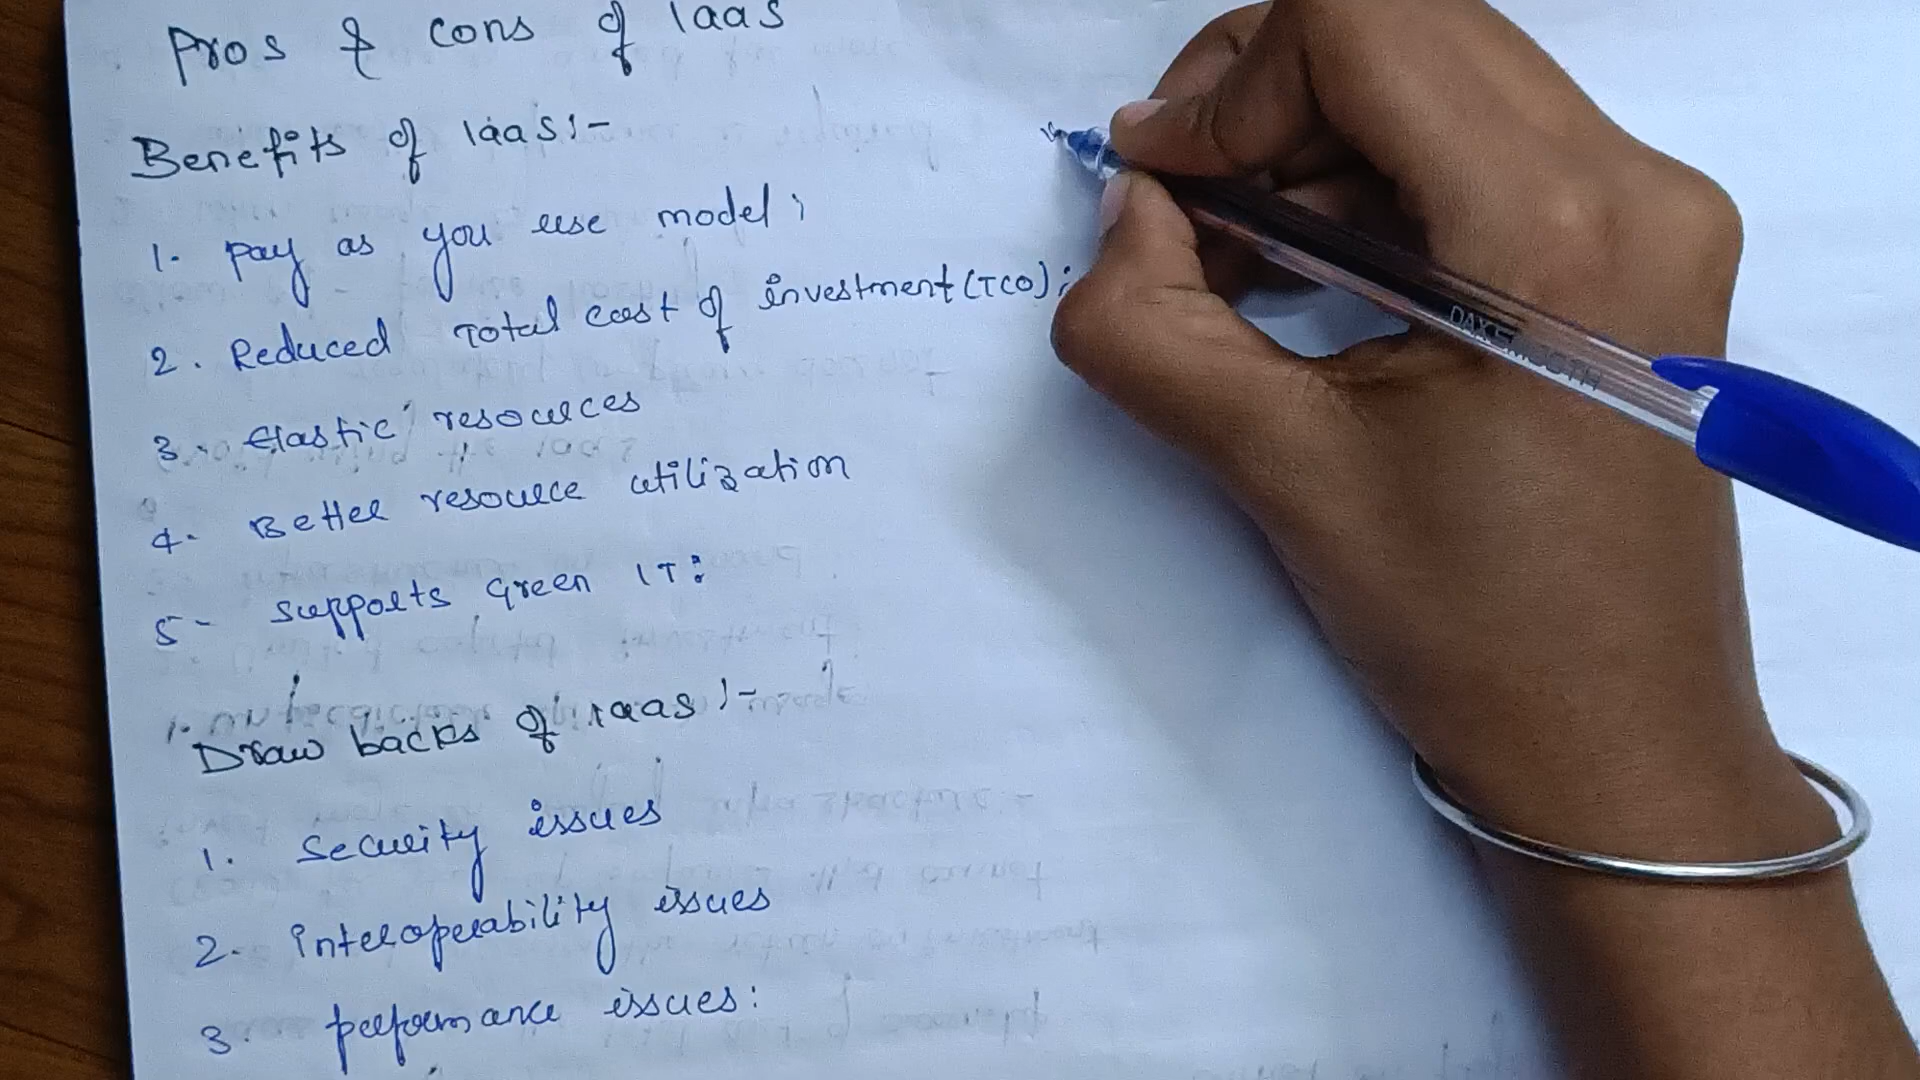 Pros & cons of IaaS
Benefits of Iaas:-
1. Pay as you use model;
2. Reduced Total cost of investment (TCO);
3. Elastic resources
4. Better resource utilization
5- supports Green IT:
Draw backs of Iaas:-
1. Security issues
2. Interoperability issues
3. performance issues: